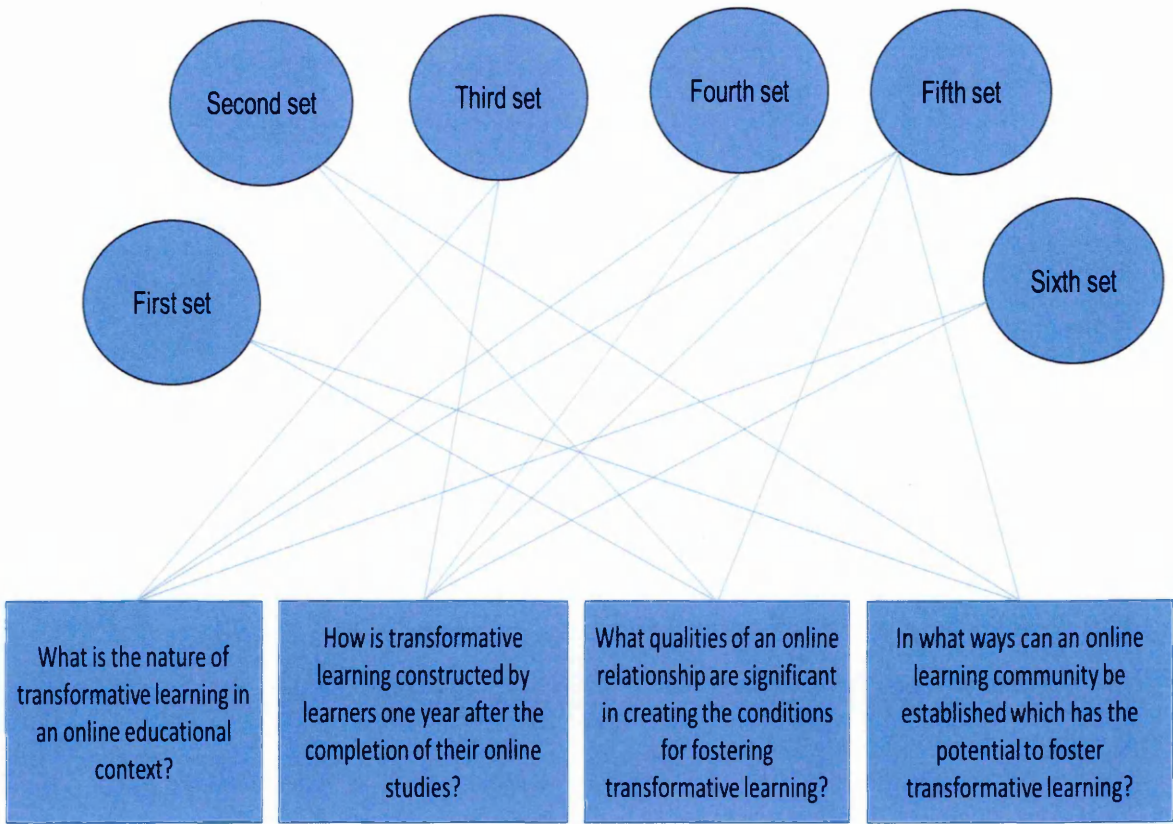 Second set
Third set
Fourth set
Fifth set
First set
Sixth set
What is the nature of
transformative learning in
an online educational
context?
How is transformative
learning constructed by
learners one year after the
completion of their online
studies?
What qualities of an online
relationship are significant
in creating the conditions
for fostering
transformative learning?
In what ways can an online
learning community be
established which has the
potential to foster
transformative learning?